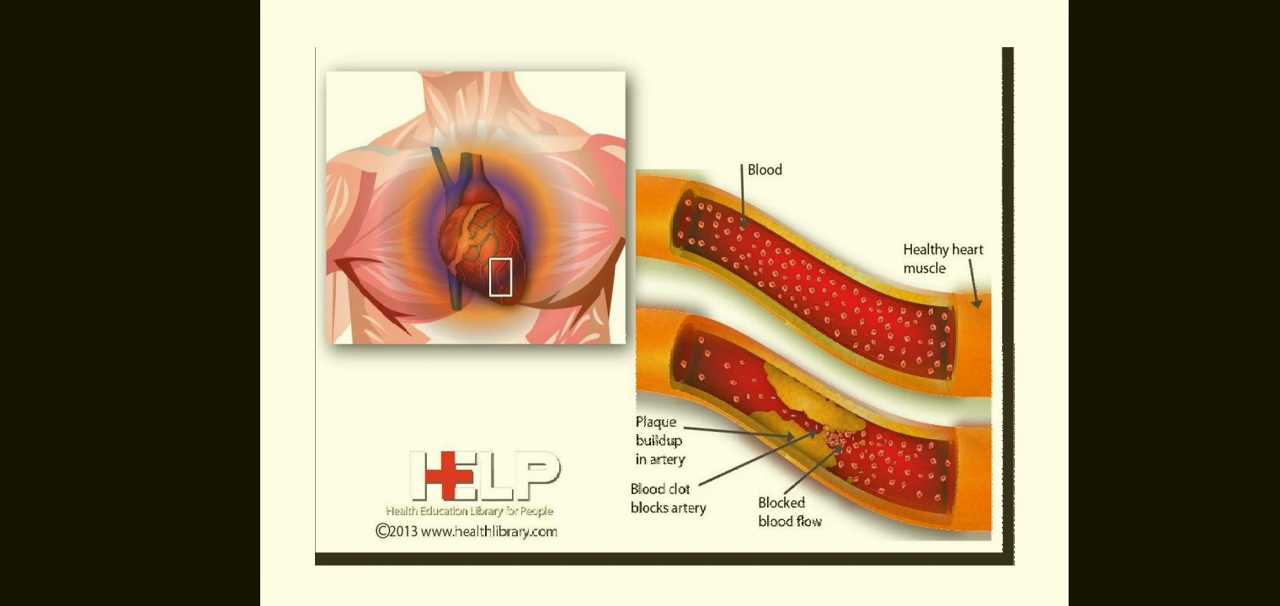 Blood
Healthy heart
muscle
Plaque
buildup
in artery
Blood clot
blocks artery
Blocked
blood flow
HELP
Health Education Library for People
©2013 www.healthlibrary.com